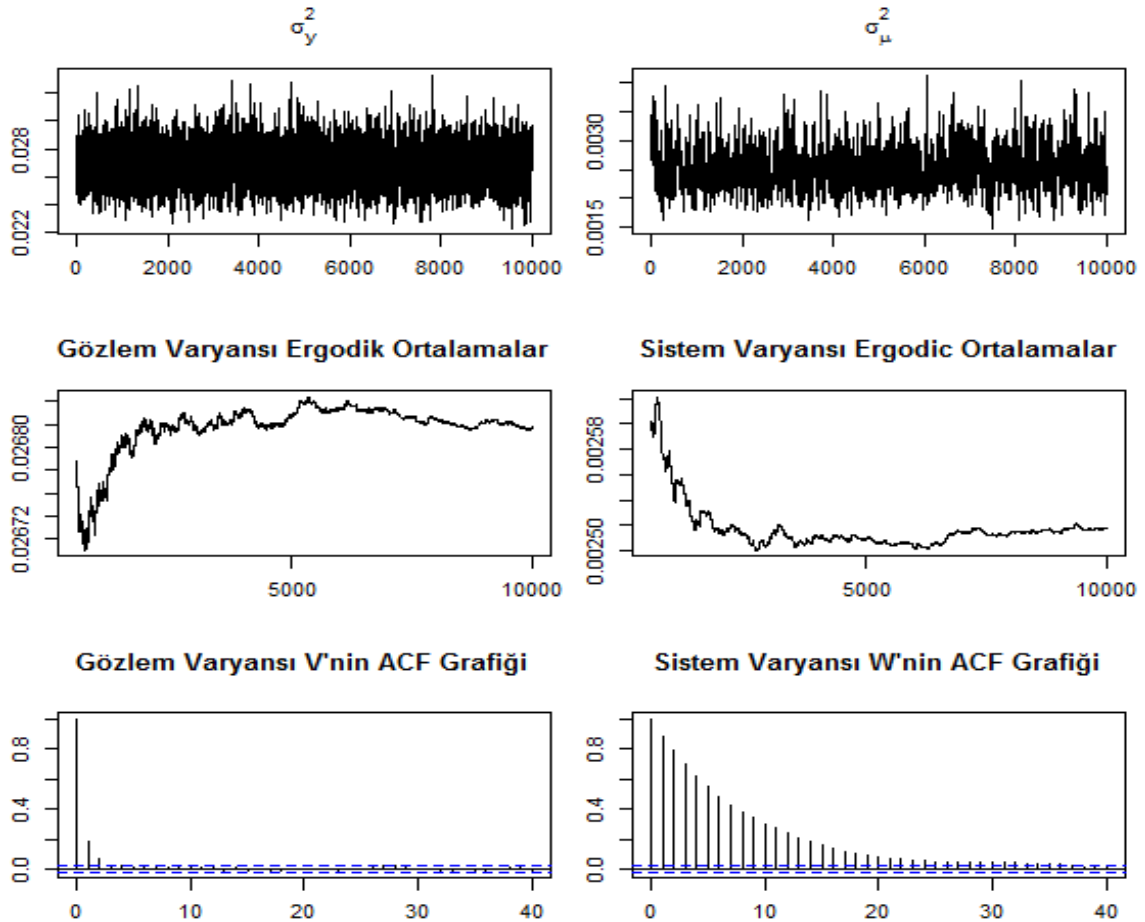 σ²y
σ²μ
0.022 0.028
0 2000 4000 6000 8000 10000
0.0015 0.0030
0 2000 4000 6000 8000 10000
Gözlem Varyansı Ergodik Ortalamalar
Sistem Varyansı Ergodic Ortalamalar
0.02672 0.02680
5000 10000
0.00250 0.00258
5000 10000
Gözlem Varyansı V'nin ACF Grafiği
Sistem Varyansı W'nin ACF Grafiği
0.0 0.4 0.8
0 10 20 30 40
0.0 0.4 0.8
0 10 20 30 40